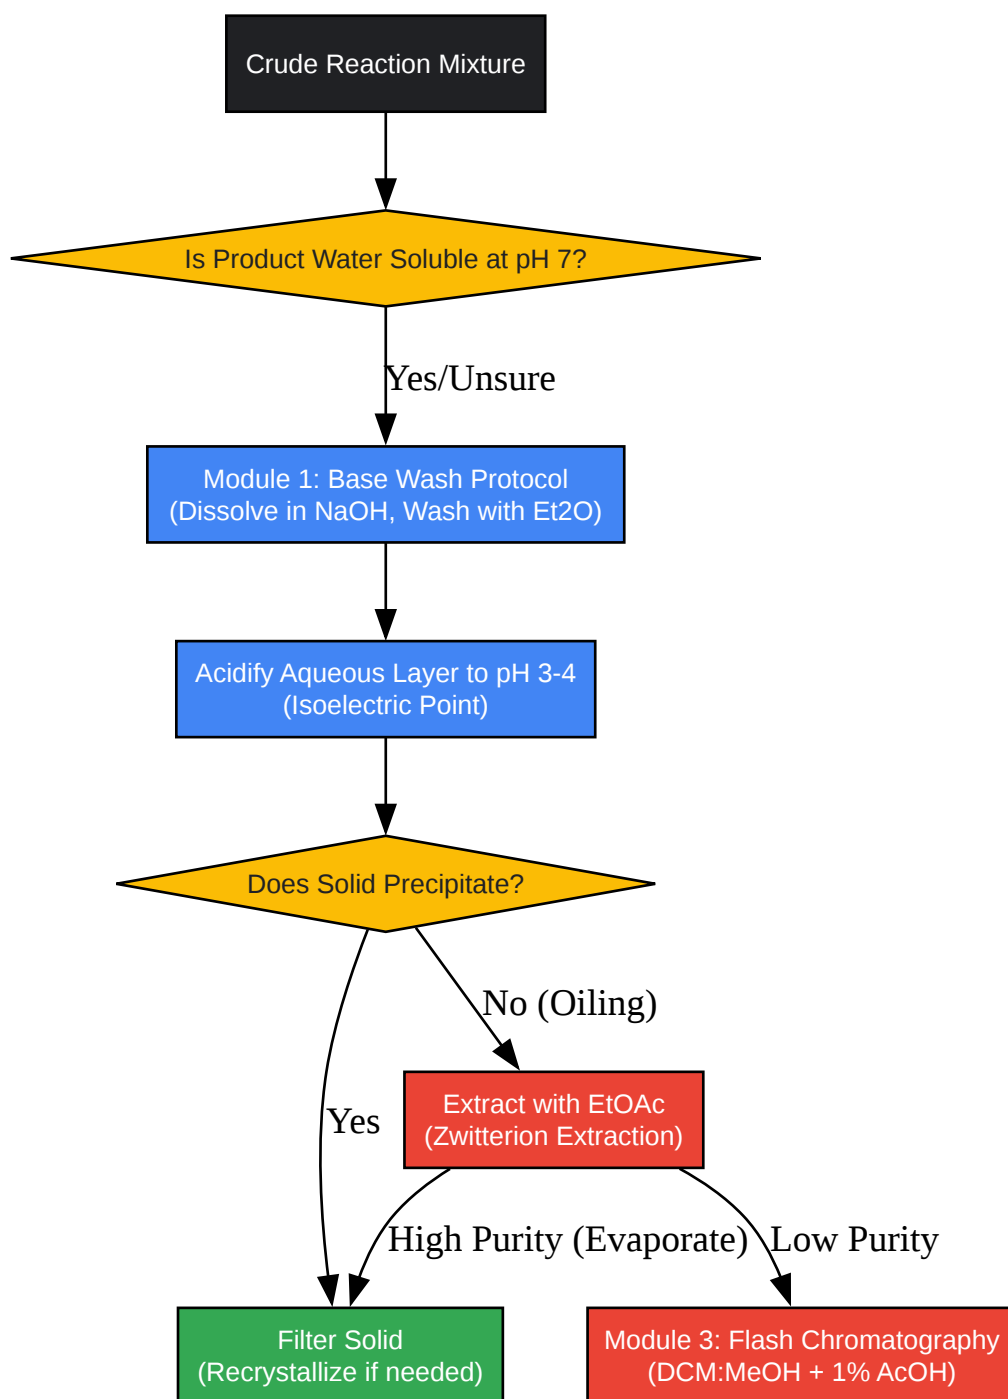 Crude Reaction Mixture
Is Product Water Soluble at pH 7?
Yes/Unsure
Module 1: Base Wash Protocol
(Dissolve in NaOH, Wash with Et2O)
Acidify Aqueous Layer to pH 3-4
(Isoelectric Point)
Does Solid Precipitate?
No (Oiling)
Extract with EtOAc
(Zwitterion Extraction)
Yes
High Purity (Evaporate)
Low Purity
Filter Solid
(Recrystallize if needed)
Module 3: Flash Chromatography
(DCM:MeOH + 1% AcOH)